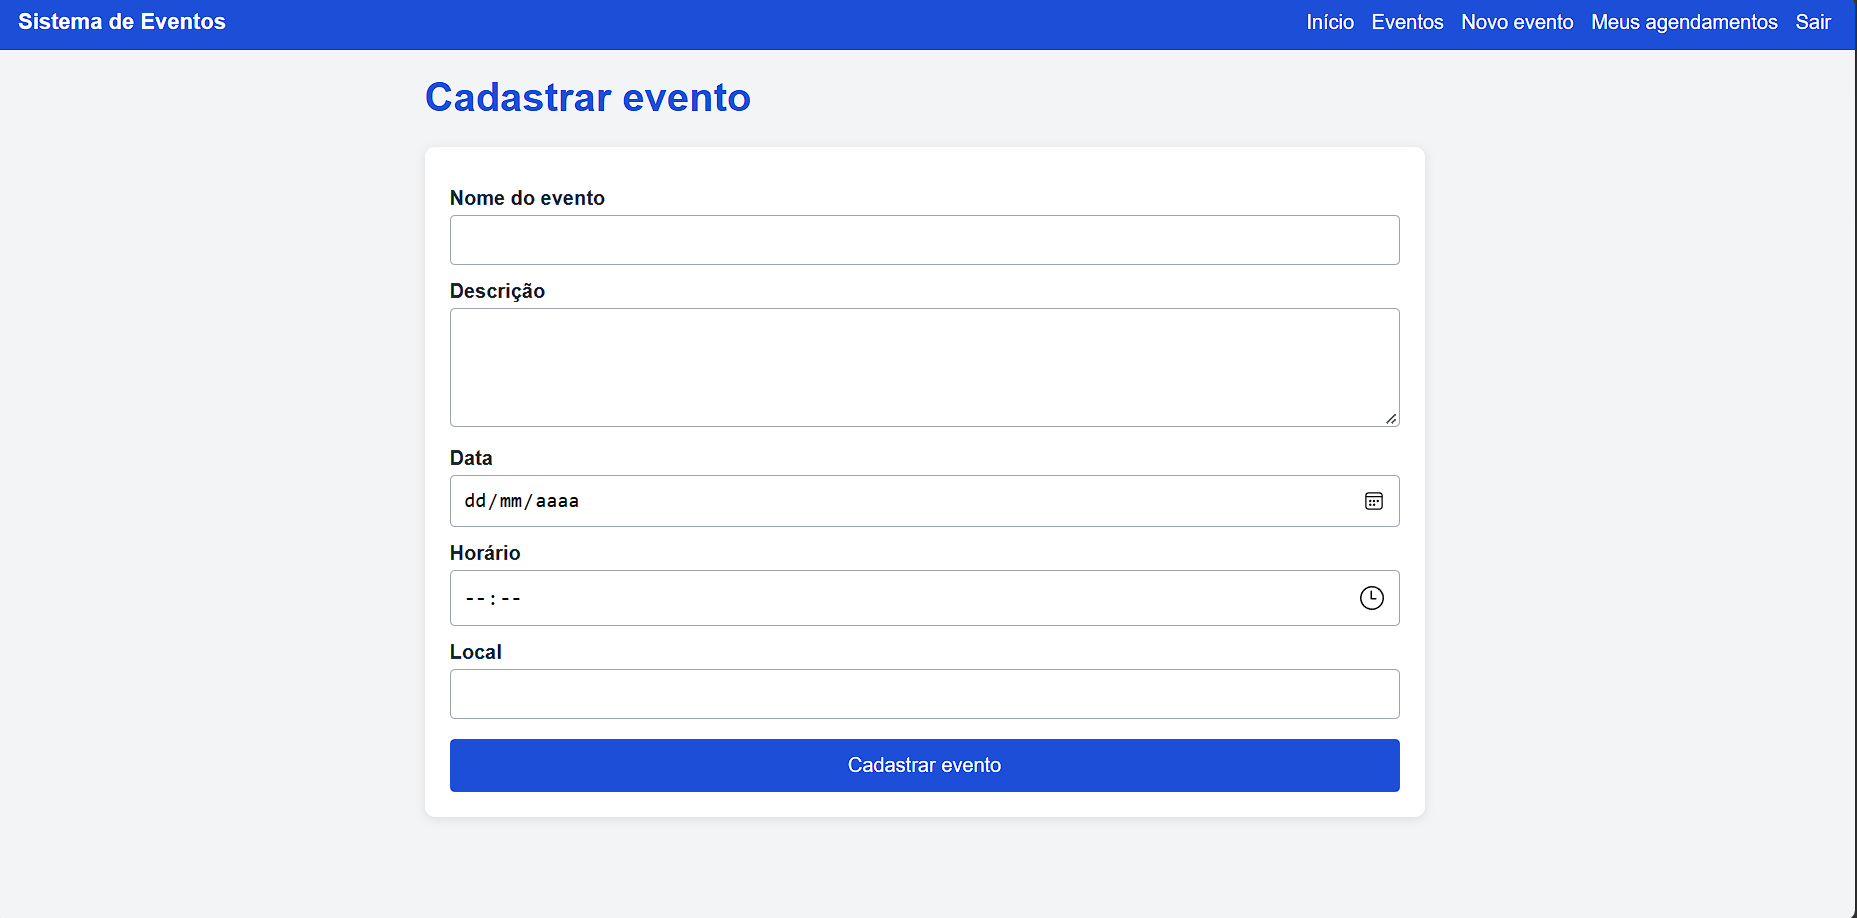 Sistema de Eventos
Início Eventos Novo evento Meus agendamentos Sair
Cadastrar evento
Nome do evento
Descrição
Data
dd/mm/aaaa
Horário
--:--
Local
Cadastrar evento